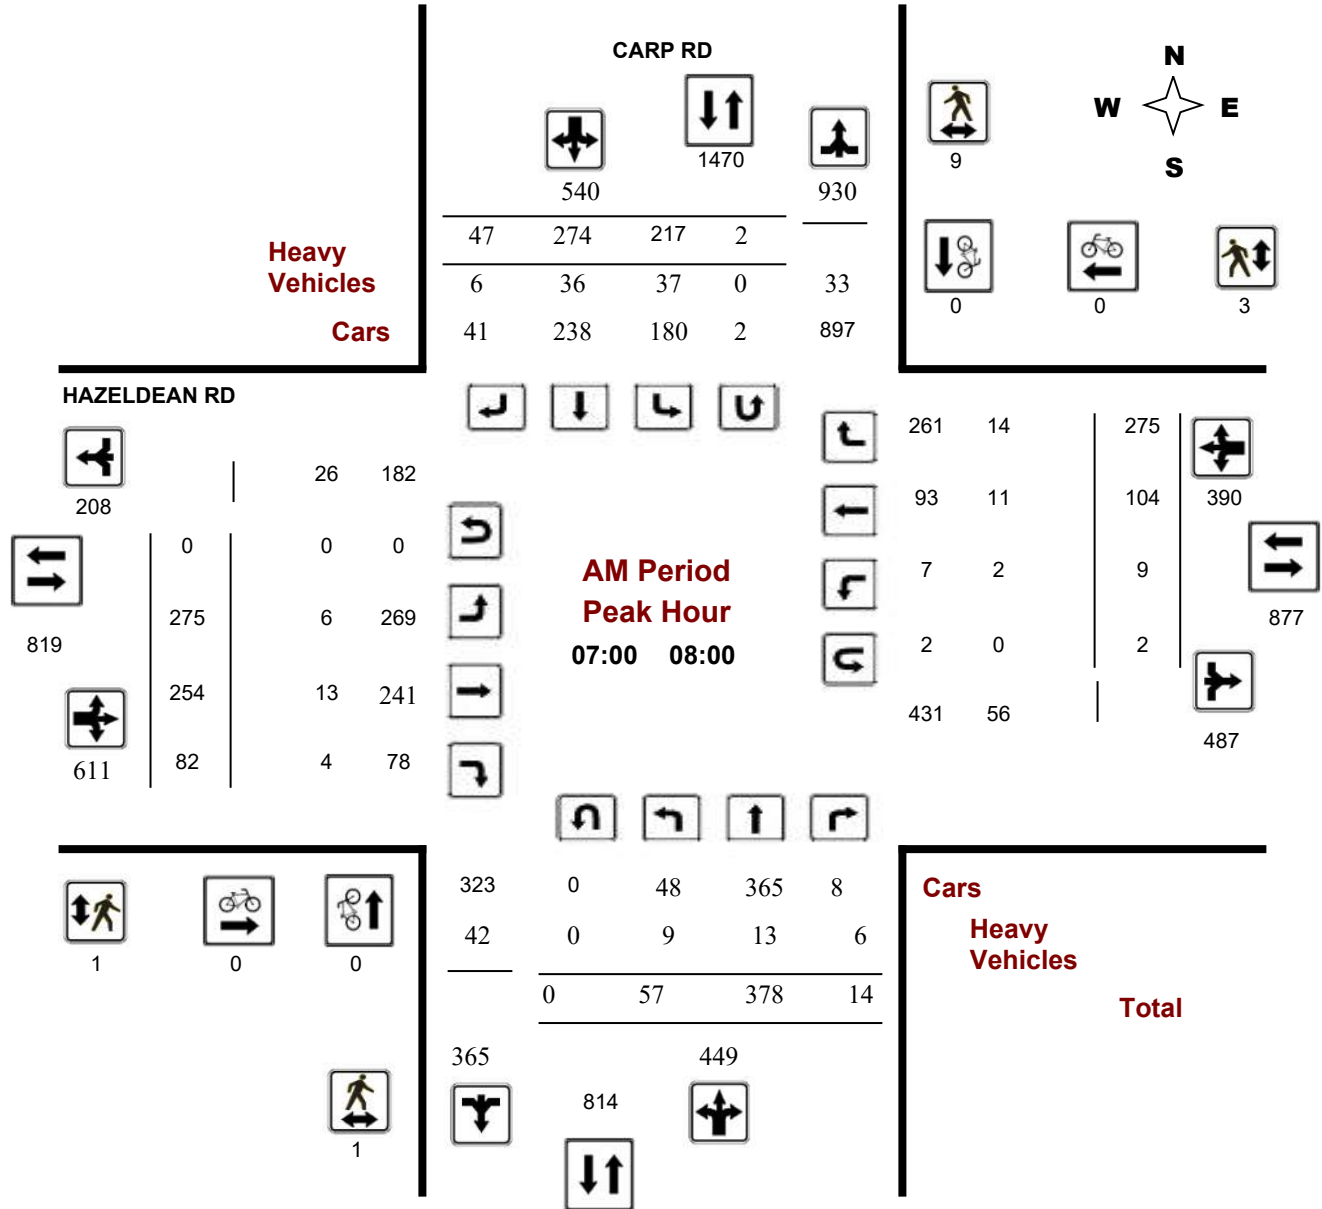 CARP RD
N
W E
S
1470
9
540
930
47 274 217 2
Heavy
Vehicles
6 36 37 0 33
0 0 3
Cars
41 238 180 2 897
HAZELDEAN RD
261 14 275
26 182
208
93 11 104 390
0 0 0
AM Period
7 2 9
Peak Hour
275 6 269
877
819
07:00 08:00
2 0 2
254 13 241
431 56
487
611
82 4 78
323 0 48 365 8
Cars
42 0 9 13 6
Heavy
Vehicles
1 0 0
0 57 378 14
Total
365 449
814
1